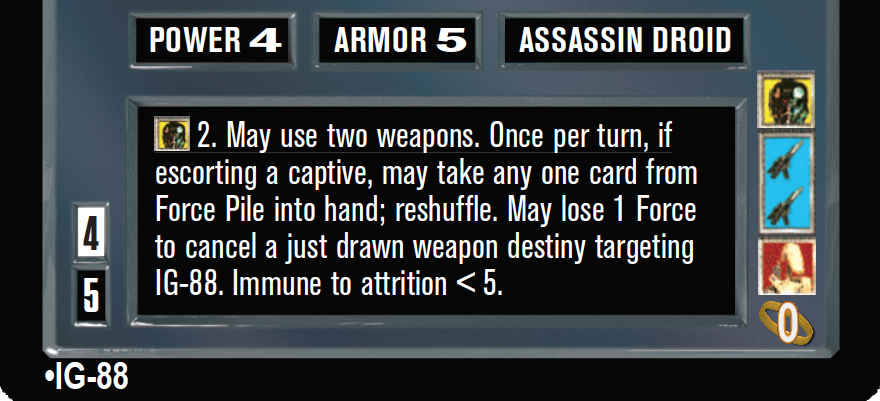 POWER 4 ARMOR 5 ASSASSIN DROID
2. May use two weapons. Once per turn, if
escorting a captive, may take any one card from
Force Pile into hand; reshuffle. May lose 1 Force
to cancel a just drawn weapon destiny targeting
IG-88. Immune to attrition < 5.
4
5
0
•IG-88